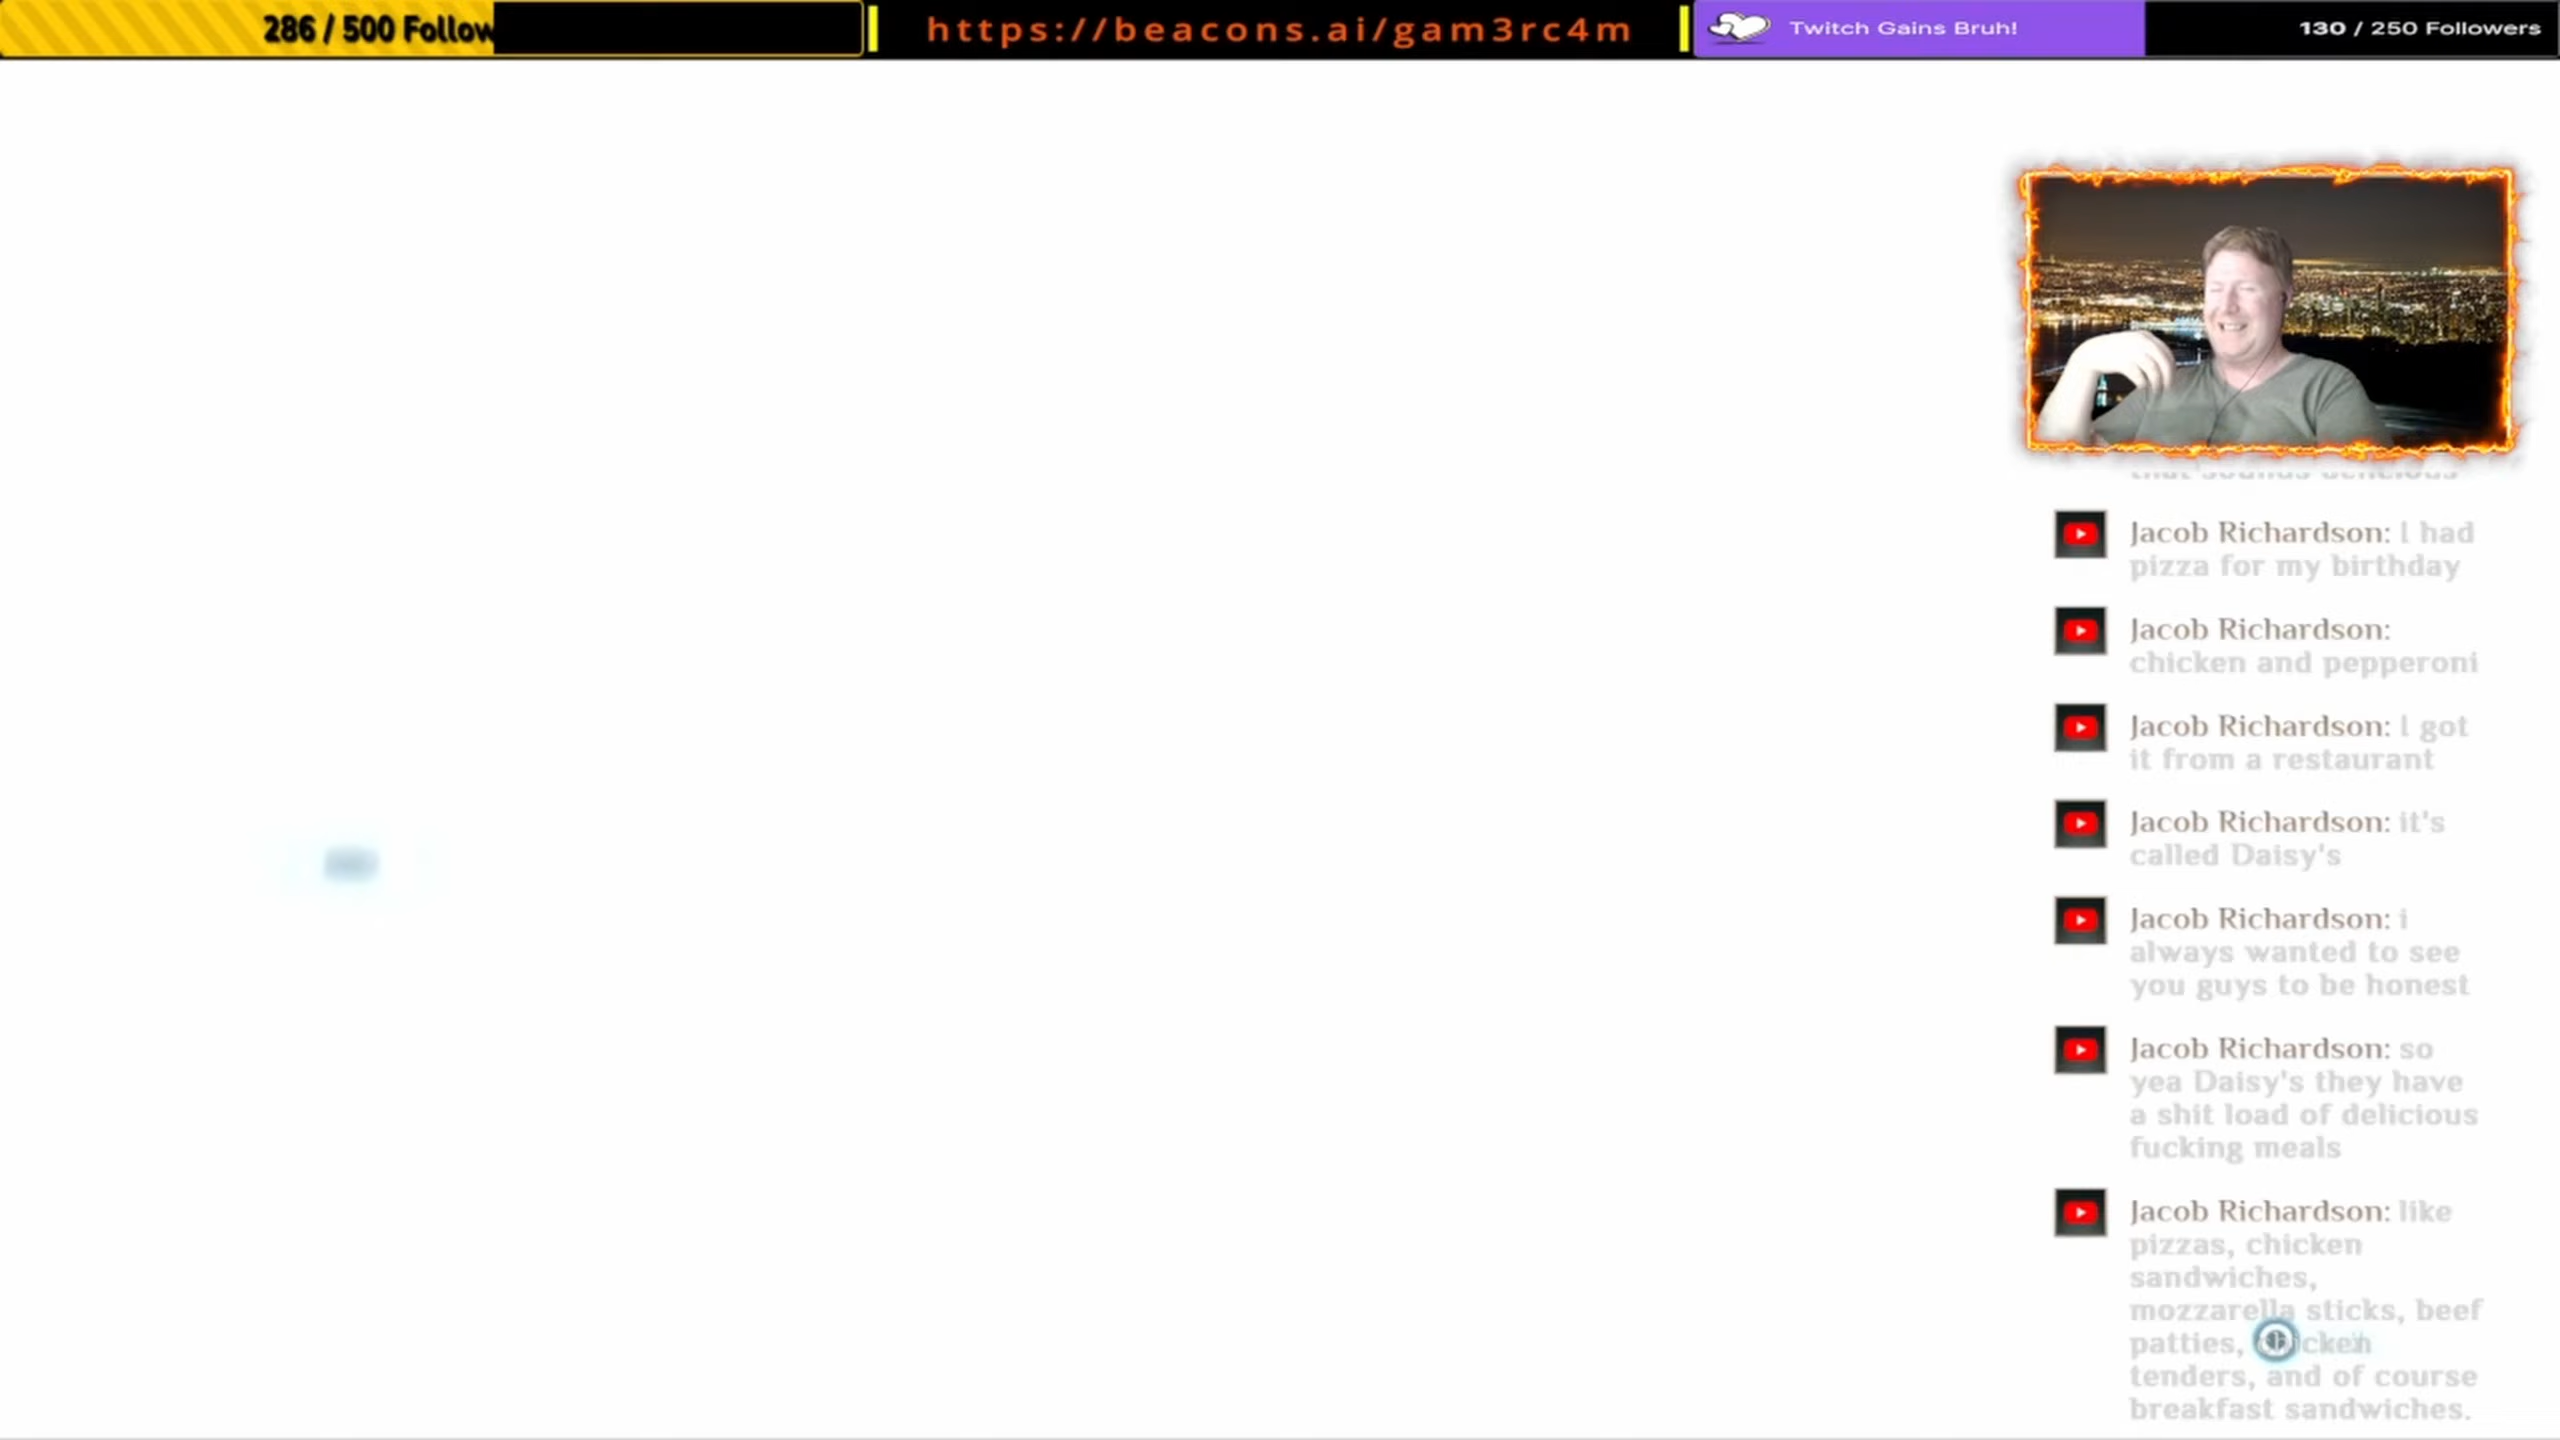 286 / 500 Follow
https://beacons.ai/gam3rc4m
Twitch Gains Bruh!
130 / 250 Followers
that sounds delicious
Jacob Richardson: I had
pizza for my birthday
Jacob Richardson:
chicken and pepperoni
Jacob Richardson: I got
it from a restaurant
Jacob Richardson: it's
called Daisy's
Jacob Richardson: i
always wanted to see
you guys to be honest
Jacob Richardson: so
yea Daisy's they have
a shit load of delicious
fucking meals
Jacob Richardson: like
pizzas, chicken
sandwiches,
mozzarella sticks, beef
patties, chicken
tenders, and of course
breakfast sandwiches.